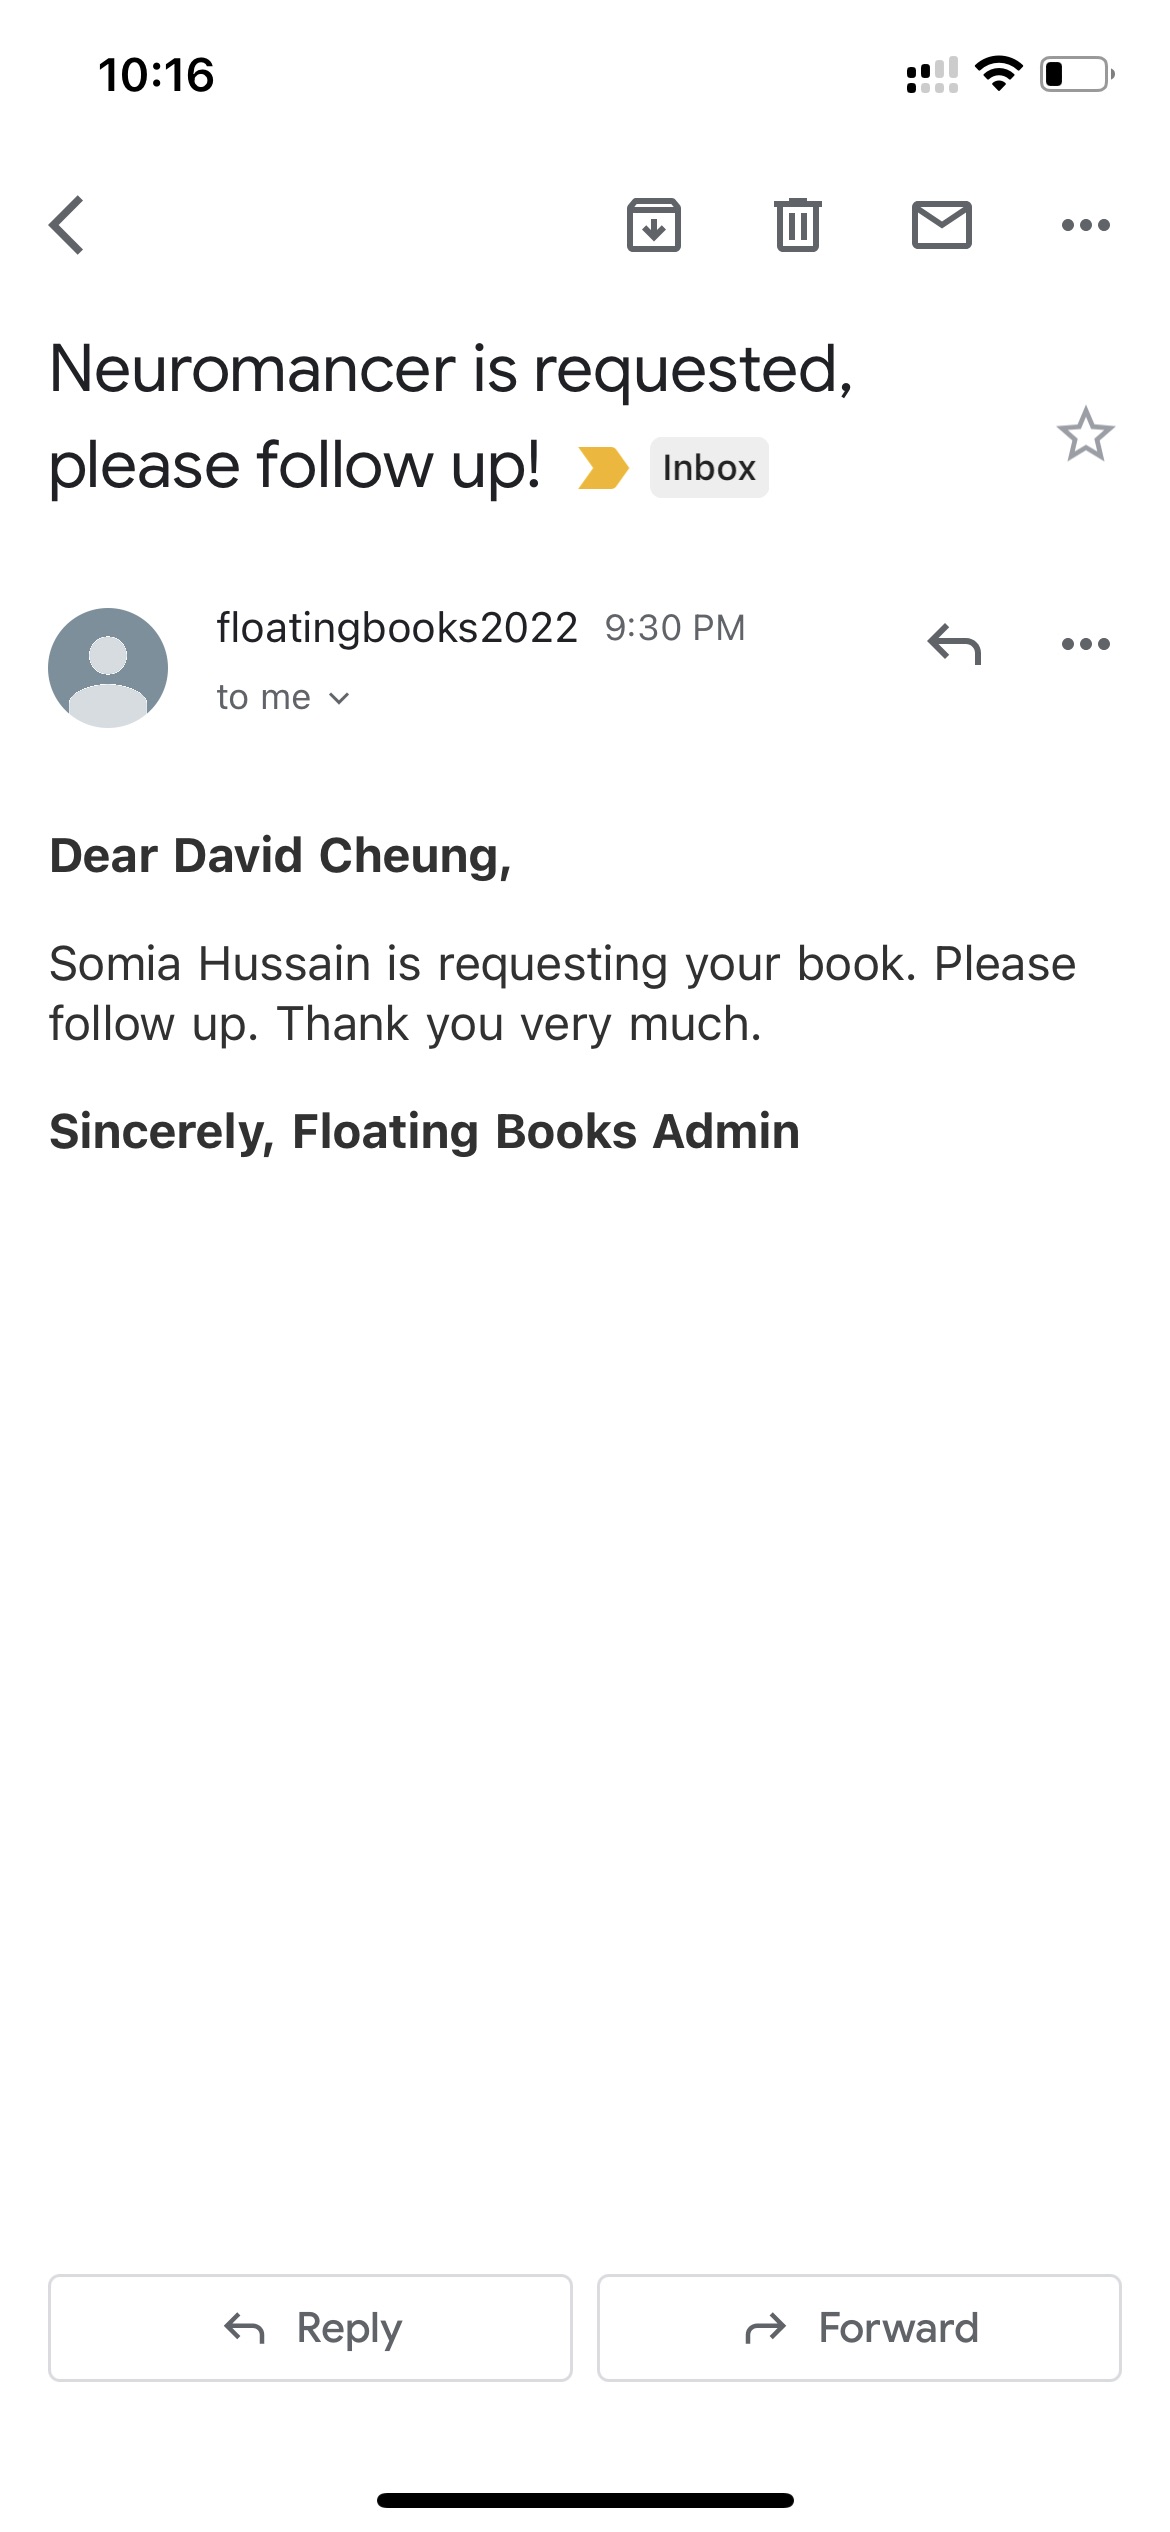 10:16
Neuromancer is requested,
please follow up! Inbox
floatingbooks2022 9:30 PM
to me
Dear David Cheung,
Somia Hussain is requesting your book. Please
follow up. Thank you very much.
Sincerely, Floating Books Admin
Reply Forward